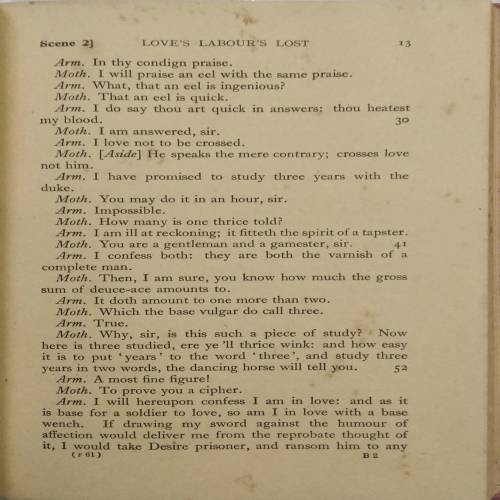 Scene 2] LOVE'S LABOUR'S LOST 13
Arm. In thy condign praise.
Moth. I will praise an eel with the same praise.
Arm. What, that an eel is ingenious?
Moth. That an eel is quick.
Arm. I do say thou art quick in answers: thou heatest
my blood. 30
Moth. I am answered, sir.
Arm. I love not to be crossed.
Moth. [Aside] He speaks the mere contrary; crosses love
not him.
Arm. I have promised to study three years with the
duke.
Moth. You may do it in an hour, sir.
Arm. Impossible.
Moth. How many is one thrice told?
Arm. I am ill at reckoning; it fitteth the spirit of a tapster.
Moth. You are a gentleman and a gamester, sir. 41
Arm. I confess both: they are both the varnish of a
complete man.
Moth. Then, I am sure, you know how much the gross
sum of deuce-ace amounts to.
Arm. It doth amount to one more than two.
Moth. Which the base vulgar do call three.
Arm. True.
Moth. Why, sir, is this such a piece of study? Now
here is three studied, ere ye 'll thrice wink: and how easy
it is to put 'years' to the word 'three', and study three
years in two words, the dancing horse will tell you. 52
Arm. A most fine figure!
Moth. To prove you a cipher.
Arm. I will hereupon confess I am in love: and as it
is base for a soldier to love, so am I in love with a base
wench. If drawing my sword against the humour of
affection would deliver me from the reprobate thought of
it, I would take Desire prisoner, and ransom him to any
(F 61) B 2